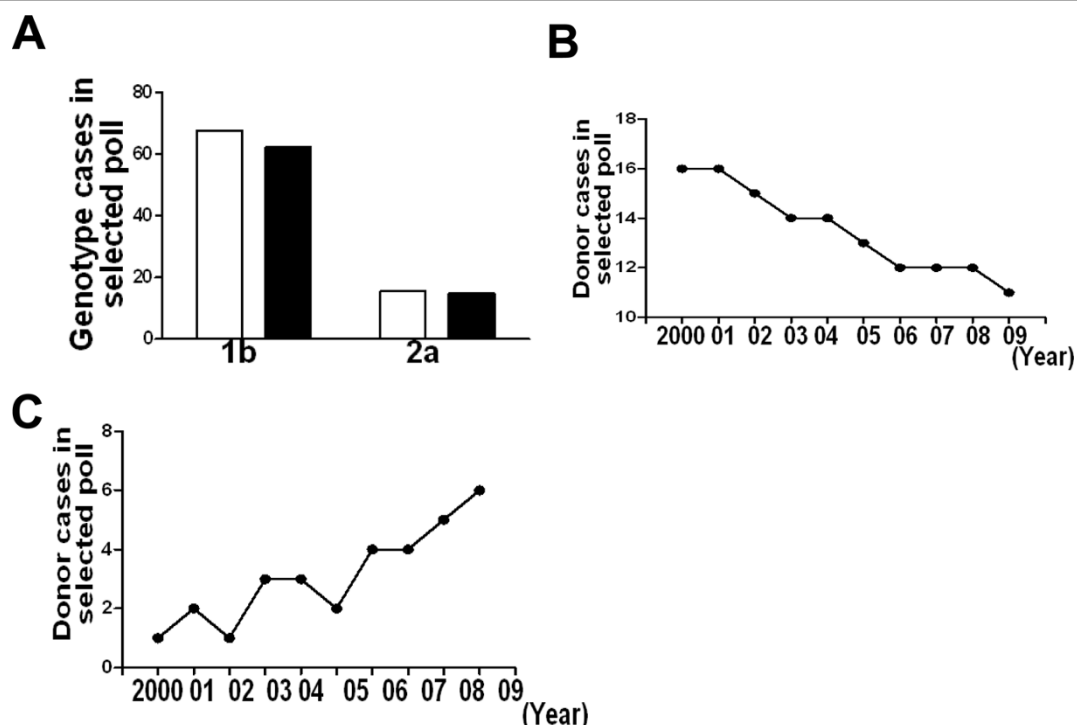 A
Genotype cases in
selected poll
80
60
40
20
0
1b 2a
B
Donor cases in
selected poll
18
16
14
12
10
2000 01 02 03 04 05 06 07 08 09
(Year)
C
Donor cases in
selected poll
8
6
4
2
0
2000 01 02 03 04 05 06 07 08 09
(Year)